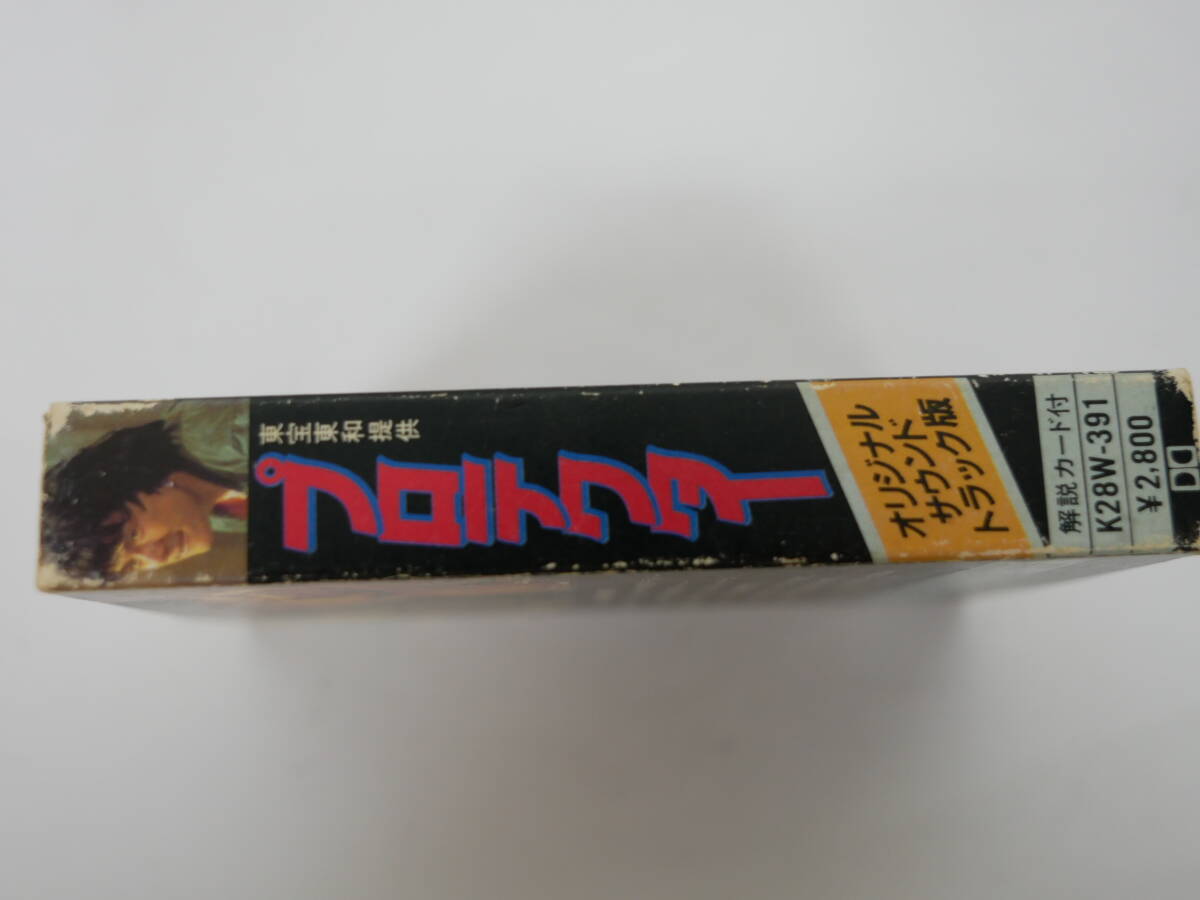 東宝東和提供
プロテクター
オリジナル
サウンド
トラック版
解説カード付
K28W-391
¥2,800